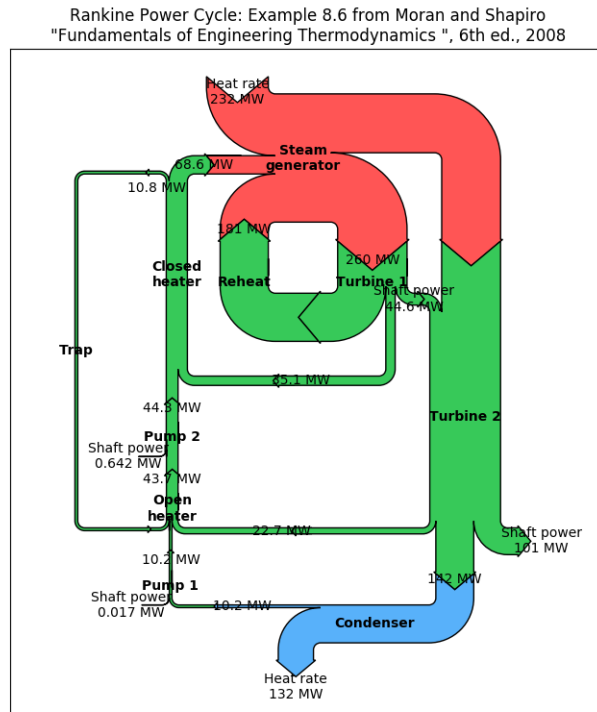 Rankine Power Cycle: Example 8.6 from Moran and Shapiro
"Fundamentals of Engineering Thermodynamics ", 6th ed., 2008
Heat rate
232 MW
Steam
generator
68.6 MW
10.8 MW
181 MW
260 MW
Closed
heater
Reheat
Turbine 1
Shaft power
44.6 MW
Trap
35.1 MW
44.3 MW
Turbine 2
Pump 2
Shaft power
0.642 MW
43.7 MW
Open
heater
22.7 MW
Shaft power
101 MW
10.2 MW
142 MW
Pump 1
Shaft power
0.017 MW
10.2 MW
Condenser
Heat rate
132 MW